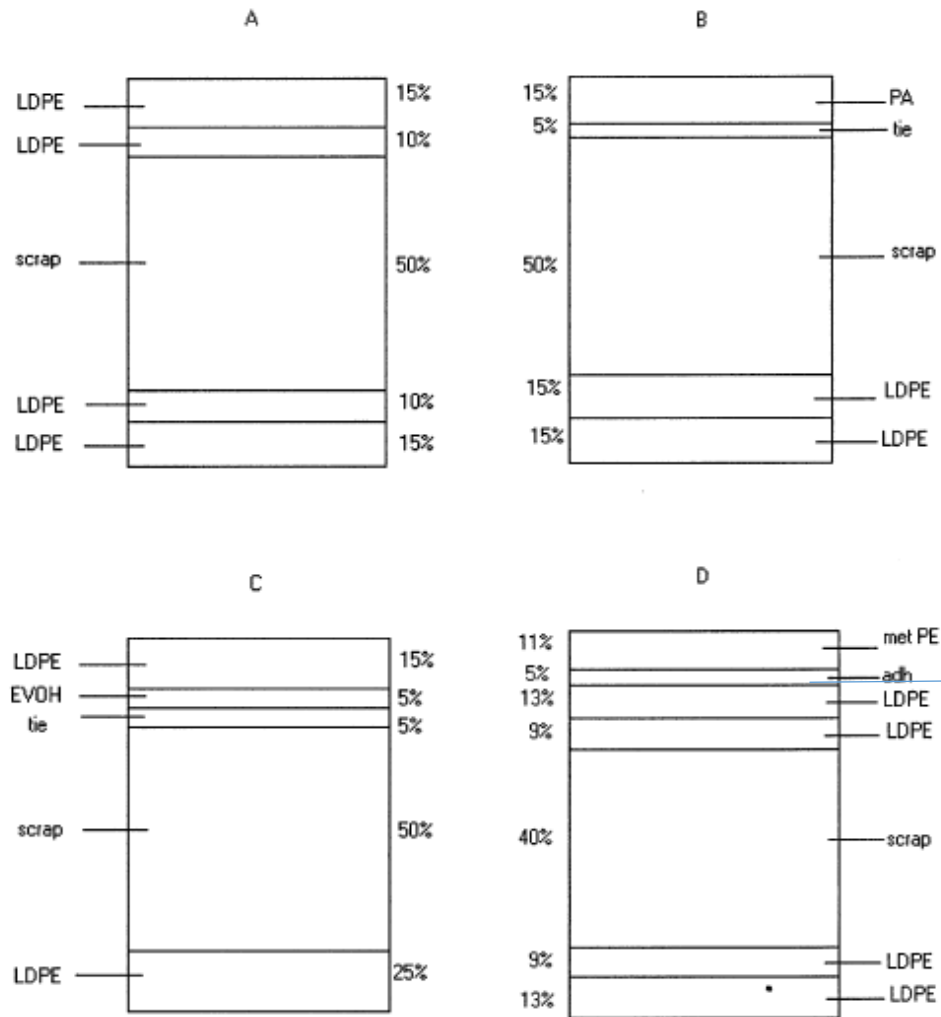 A
LDPE 15%
LDPE 10%
scrap 50%
LDPE 10%
LDPE 15%
B
15% PA
5% tie
50% scrap
15% LDPE
15% LDPE
C
LDPE 15%
EVOH 5%
tie 5%
scrap 50%
LDPE 25%
D
11% met PE
5% adh
13% LDPE
9% LDPE
40% scrap
9% LDPE
13% LDPE